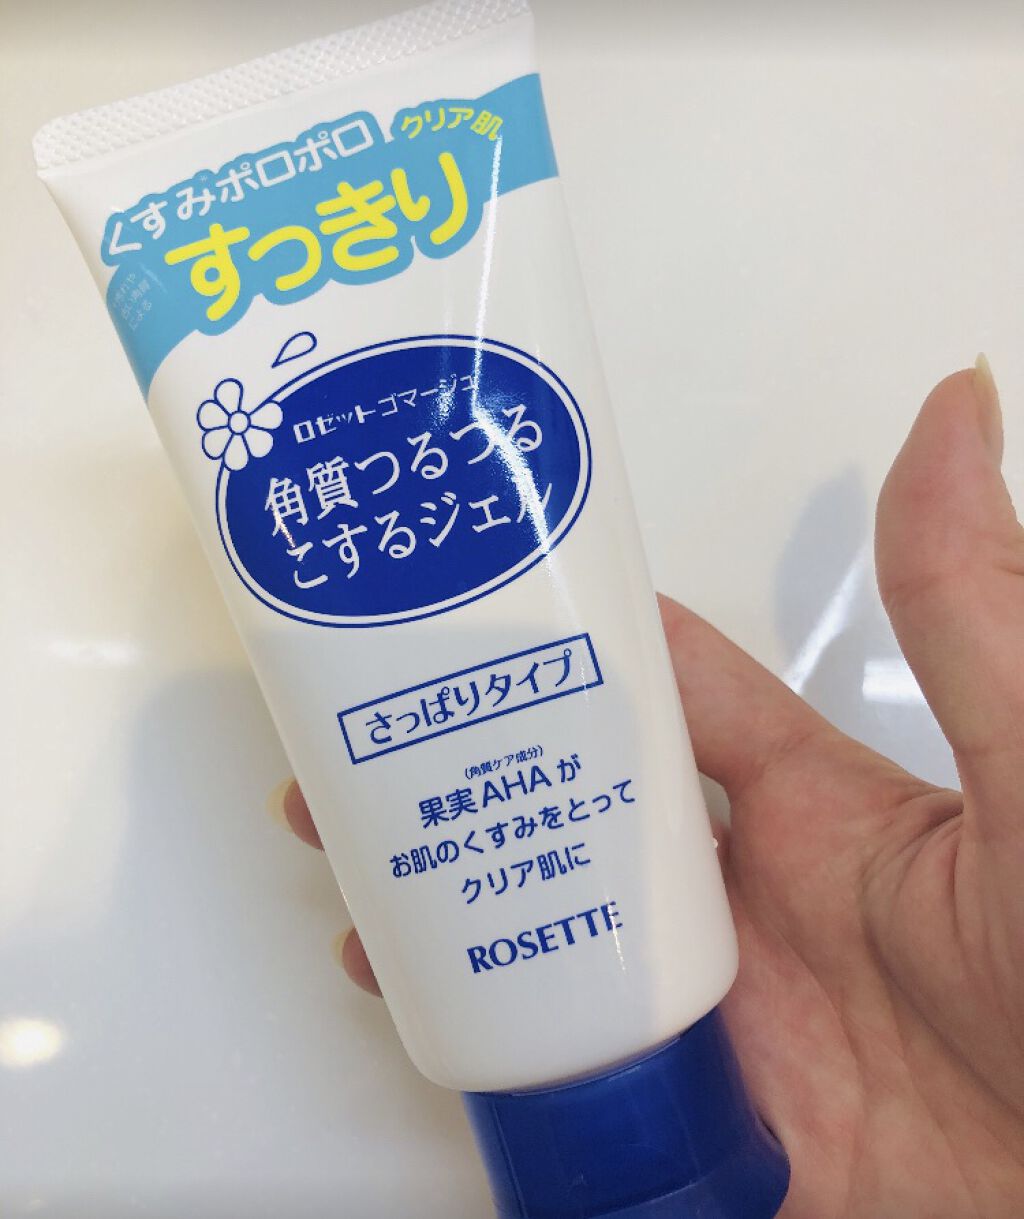 くすみポロポロ クリア肌
すっきり
ロゼットゴマージュ
角質つるつる
こするジェル
さっぱりタイプ
(角質ケア成分)
果実AHAが
お肌のくすみをとって
クリア肌に
ROSETTE